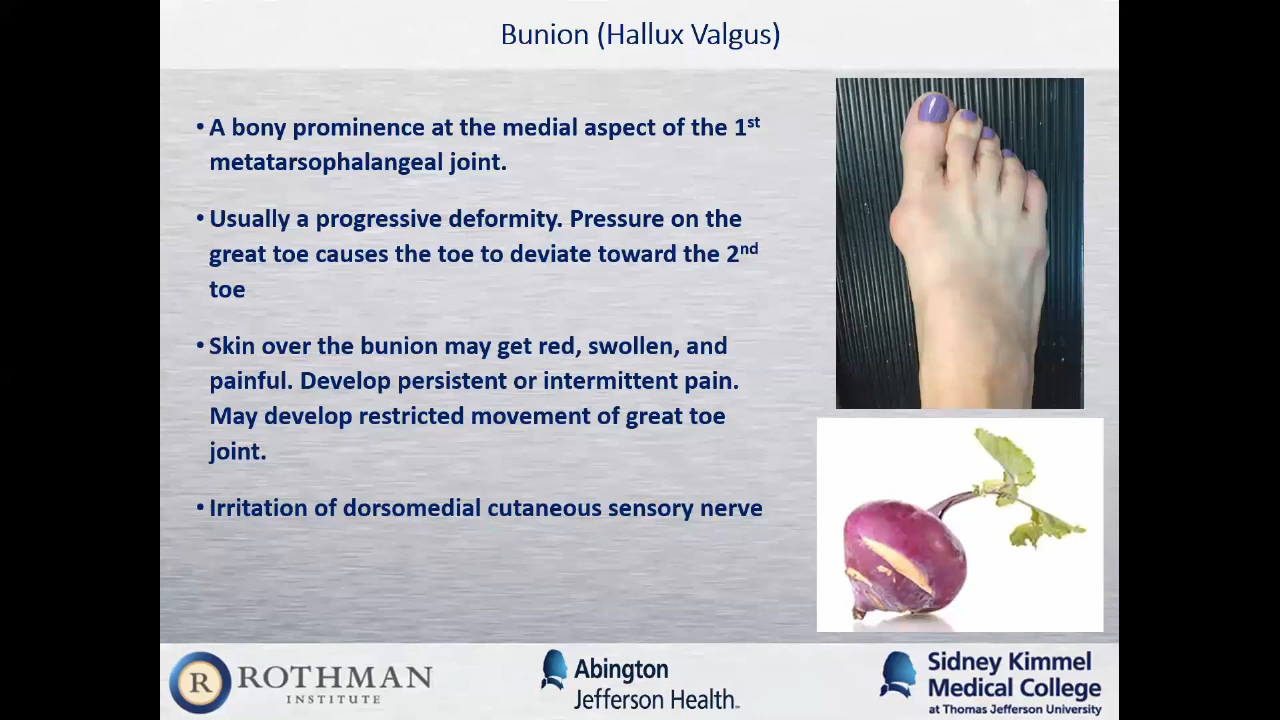 Bunion (Hallux Valgus)
• A bony prominence at the medial aspect of the 1st
metatarsophalangeal joint.
• Usually a progressive deformity. Pressure on the
great toe causes the toe to deviate toward the 2nd
toe
• Skin over the bunion may get red, swollen, and
painful. Develop persistent or intermittent pain.
May develop restricted movement of great toe
joint.
• Irritation of dorsomedial cutaneous sensory nerve
R ROTHMAN
INSTITUTE
Abington
Jefferson Health
Sidney Kimmel
Medical College
at Thomas Jefferson University